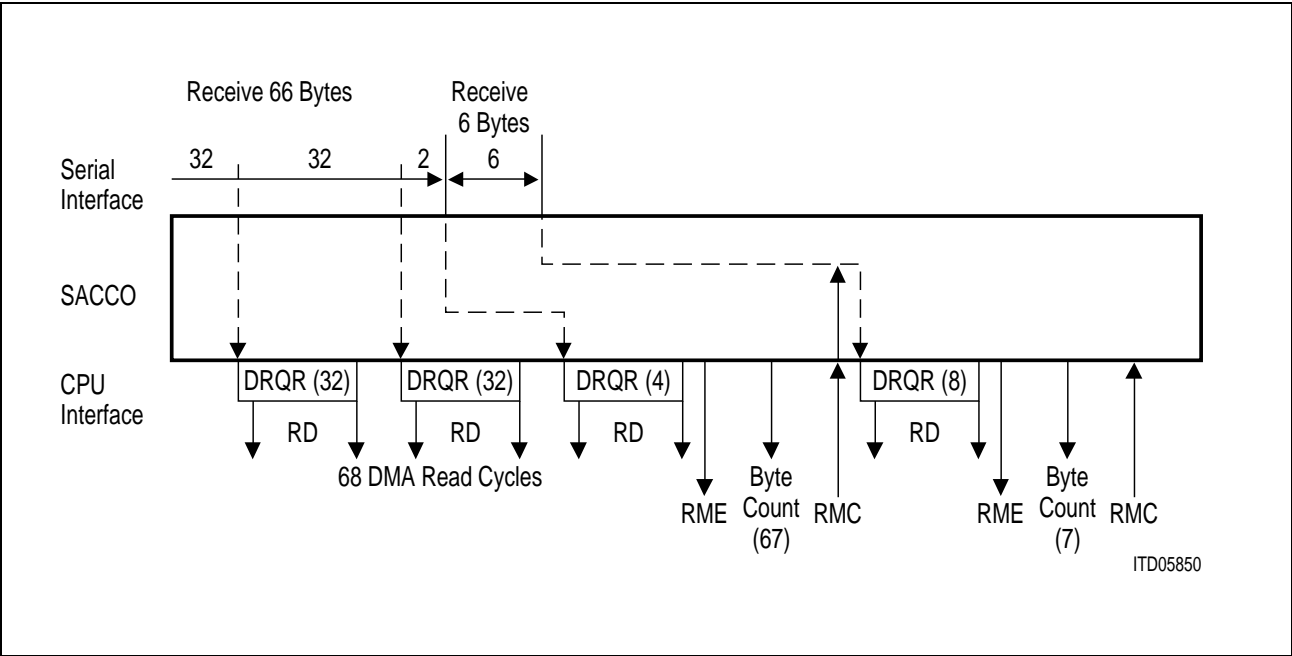 Receive 66 Bytes
Receive
6 Bytes
32
32
2
6
Serial
Interface
SACCO
CPU
Interface
DRQR (32)
DRQR (32)
DRQR (4)
DRQR (8)
RD
RD
RD
RD
68 DMA Read Cycles
RME
Byte
Count
(67)
RMC
RME
Byte
Count
(7)
RMC
ITD05850